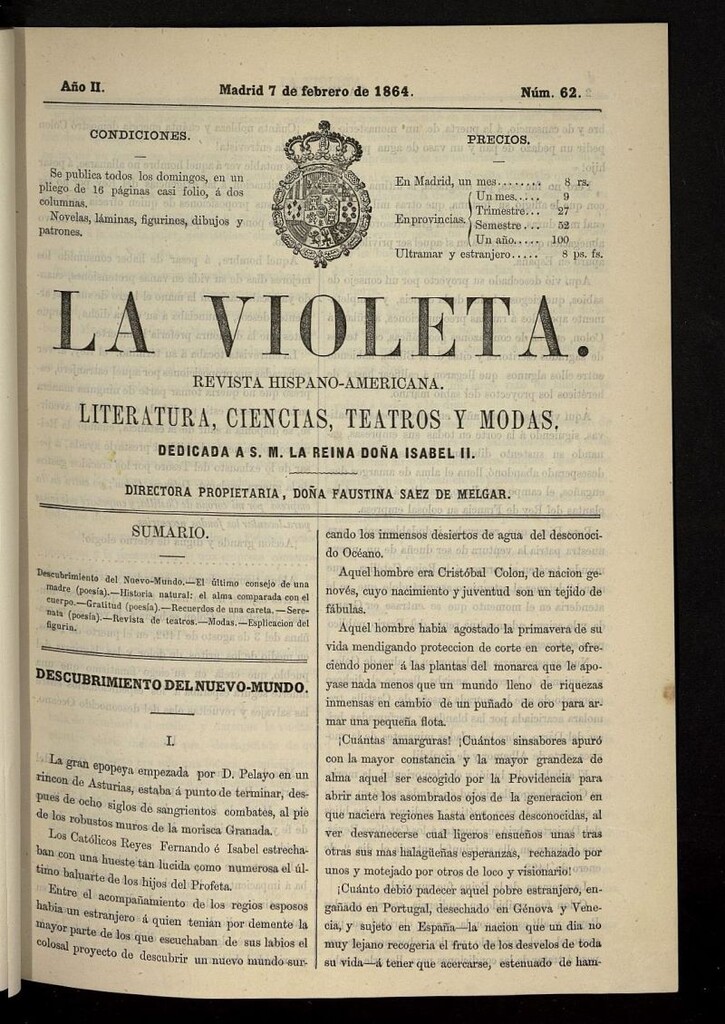 Año II.
Madrid 7 de febrero de 1864.
Núm. 62.
CONDICIONES.
Se publica todos los domingos, en un
pliego de 16 páginas casi folio, á dos
columnas.
Novelas, láminas, figurines, dibujos y
patrones.
PRECIOS.
En Madrid, un mes........ 8 rs.
En provincias.
Un mes..... 9
Trimestre... 27
Semestre... 52
Un año..... 100
Ultramar y estranjero..... 8 ps. fs.
LA VIOLETA.
REVISTA HISPANO-AMERICANA.
LITERATURA, CIENCIAS, TEATROS Y MODAS.
DEDICADA A S. M. LA REINA DOÑA ISABEL II.
DIRECTORA PROPIETARIA, DOÑA FAUSTINA SAEZ DE MELGAR.
SUMARIO.
Descubrimiento del Nuevo-Mundo.—El último consejo de una
madre (poesía).—Historia natural: el alma comparada con el
cuerpo.—Gratitud (poesía).—Recuerdos de una careta.—Sere-
nata (poesía).—Revista de teatros.—Modas.—Esplicacion del
figurin.
DESCUBRIMIENTO DEL NUEVO-MUNDO.
I.
La gran epopeya empezada por D. Pelayo en un
rincon de Asturias, estaba á punto de terminar, des-
pues de ocho siglos de sangrientos combates, al pie
de los robustos muros de la morisca Granada.
Los Católicos Reyes Fernando é Isabel estrecha-
ban con una hueste tan lucida como numerosa el úl-
timo baluarte de los hijos del Profeta.
Entre el acompañamiento de los regios esposos
habia un estranjero á quien tenian por demente la
mayor parte de los que escuchaban de sus labios el
colosal proyecto de descubrir un nuevo mundo sur-
cando los inmensos desiertos de agua del desconoci-
do Océano.
Aquel hombre era Cristóbal Colon, de nacion ge-
novés, cuyo nacimiento y juventud son un tejido de
fábulas.
Aquel hombre habia agostado la primavera de su
vida mendigando proteccion de corte en corte, ofre-
ciendo poner á las plantas del monarca que le apo-
yase nada menos que un mundo lleno de riquezas
inmensas en cambio de un puñado de oro para ar-
mar una pequeña flota.
¡Cuántas amarguras! ¡Cuántos sinsabores apuró
con la mayor constancia y la mayor grandeza de
alma aquel ser escogido por la Providencia para
abrir ante los asombrados ojos de la generacion en
que naciera regiones hasta entonces desconocidas, al
ver desvanecerse cual ligeros ensueños unas tras
otras sus mas halagüeñas esperanzas, rechazado por
unos y motejado por otros de loco y visionario!
¡Cuánto debió padecer aquel pobre estranjero, en-
gañado en Portugal, desechado en Génova y Vene-
cia, y sujeto en España—la nacion que un dia no
muy lejano recogeria el fruto de los desvelos de toda
su vida—á tener que acercarse, estenuado de ham-